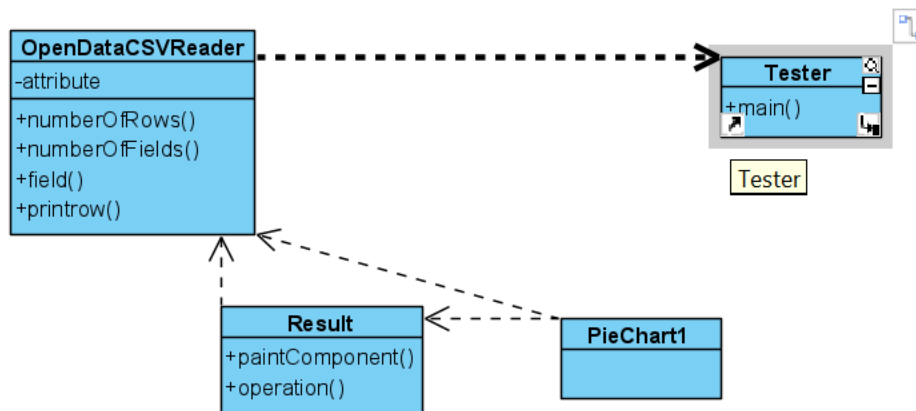 OpenDataCSVReader
-attribute
+numberOfRows()
+numberOfFields()
+field()
+printrow()
Tester
+main()
Tester
Result
+paintComponent()
+operation()
PieChart1